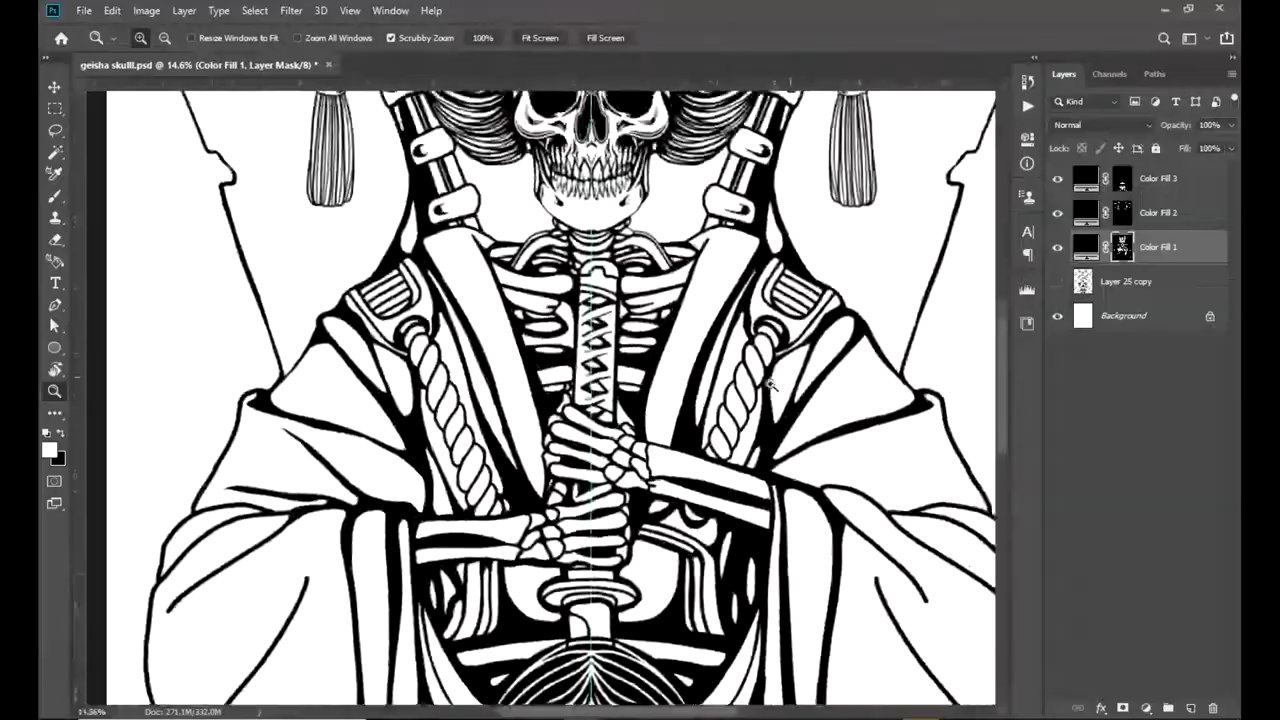 Ps File Edit Image Layer Type Select Filter 3D View Window Help
Resize Windows to Fit Zoom All Windows Scrubby Zoom 100% Fit Screen Fill Screen
geisha skulll.psd @ 14.6% (Color Fill 1, Layer Mask/8) *
Layers Channels Paths
Kind
Normal Opacity: 100%
Lock: Fill: 100%
Color Fill 3
Color Fill 2
Color Fill 1
Layer 25 copy
Background
Doc: 271.1M/332.0M